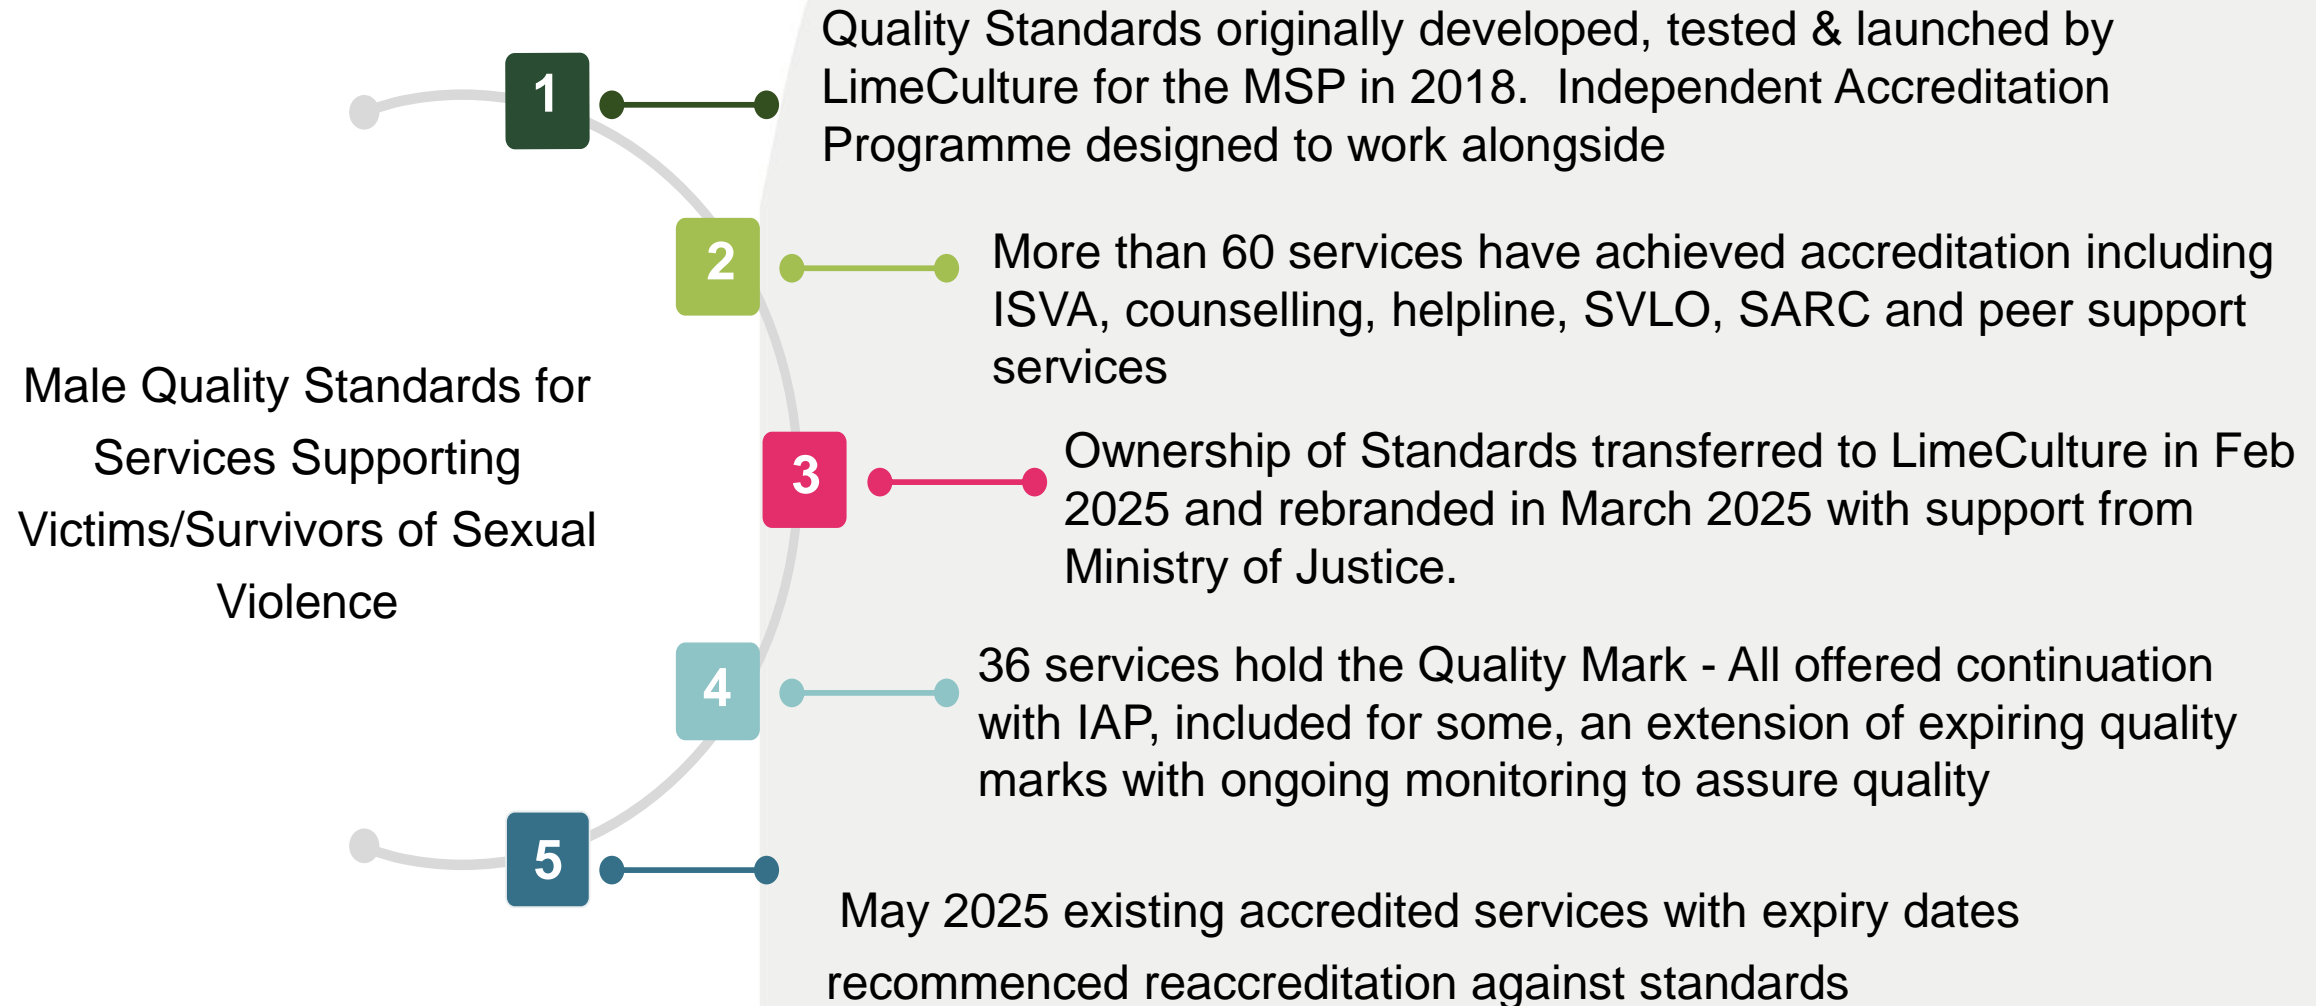 Male Quality Standards for
Services Supporting
Victims/Survivors of Sexual
Violence
1
Quality Standards originally developed, tested & launched by
LimeCulture for the MSP in 2018.  Independent Accreditation
Programme designed to work alongside
2
More than 60 services have achieved accreditation including
ISVA, counselling, helpline, SVLO, SARC and peer support
services
3
Ownership of Standards transferred to LimeCulture in Feb
2025 and rebranded in March 2025 with support from
Ministry of Justice.
4
36 services hold the Quality Mark - All offered continuation
with IAP, included for some, an extension of expiring quality
marks with ongoing monitoring to assure quality
5
May 2025 existing accredited services with expiry dates
recommenced reaccreditation against standards